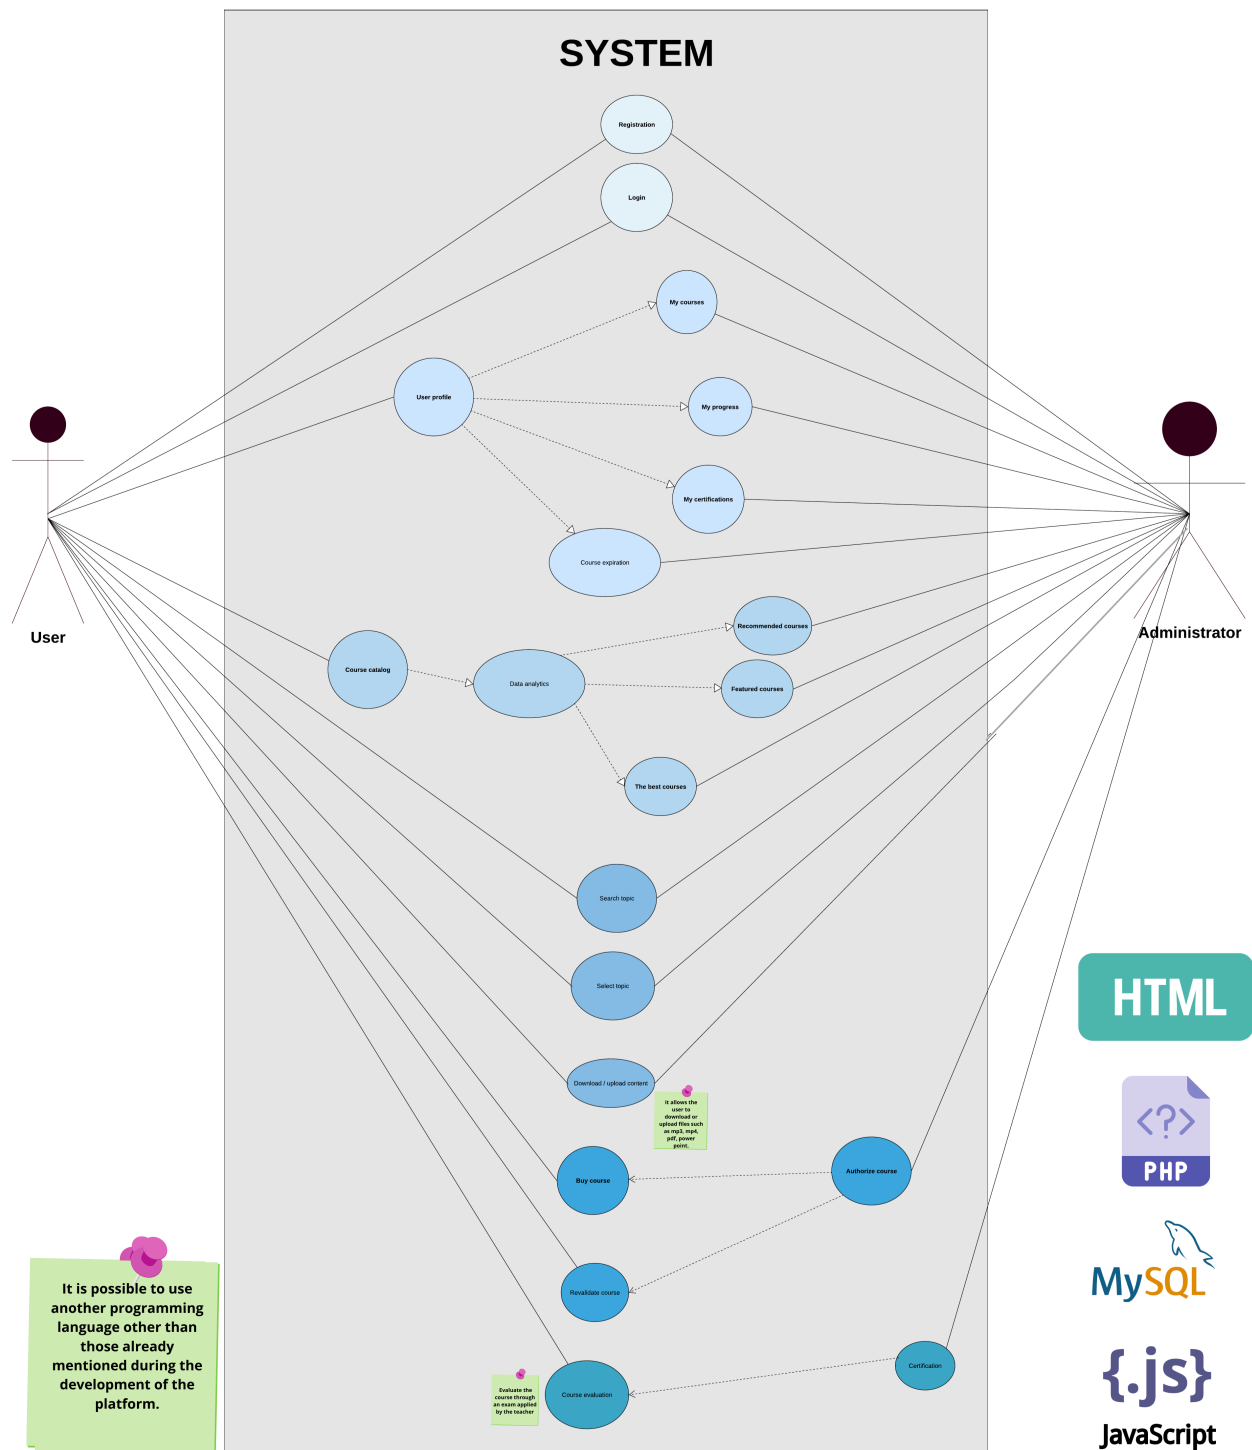 SYSTEM
Registration
Login
My courses
User profile
My progress
My certifications
Course expiration
User
Administrator
Recommended courses
Course catalog
Data analytics
Featured courses
The best courses
Search topic
Select topic
HTML
Download / upload content
It allows the
user to
download or
upload files such
as mp3, mp4,
pdf, power
point.
<?>
PHP
Buy course
Authorize course
MySQL
Revalidate course
It is possible to use
another programming
language other than
those already
mentioned during the
development of the
platform.
Certification
{.js}
JavaScript
Evaluate the
course through
an exam applied
by the teacher
Course evaluation